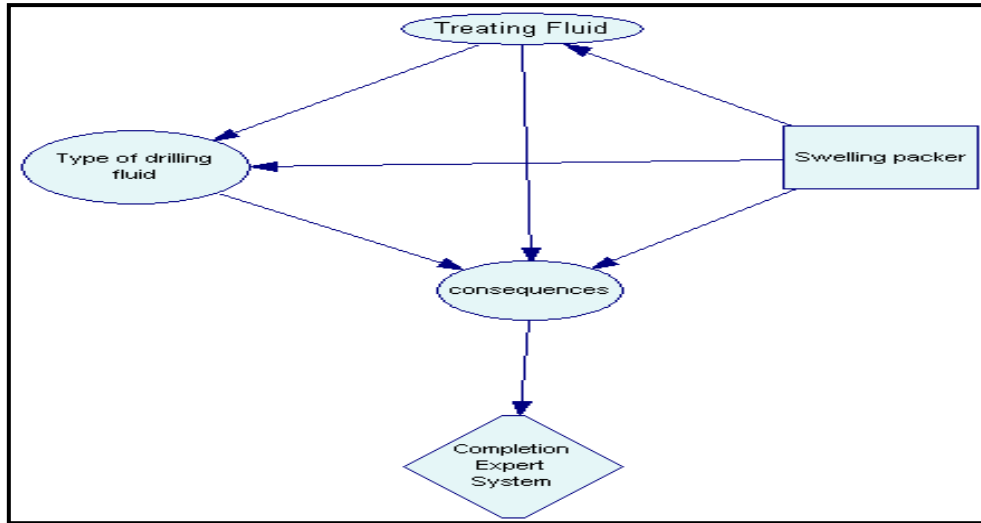 Treating Fluid
Type of drilling
fluid
Swelling packer
consequences
Completion
Expert
System